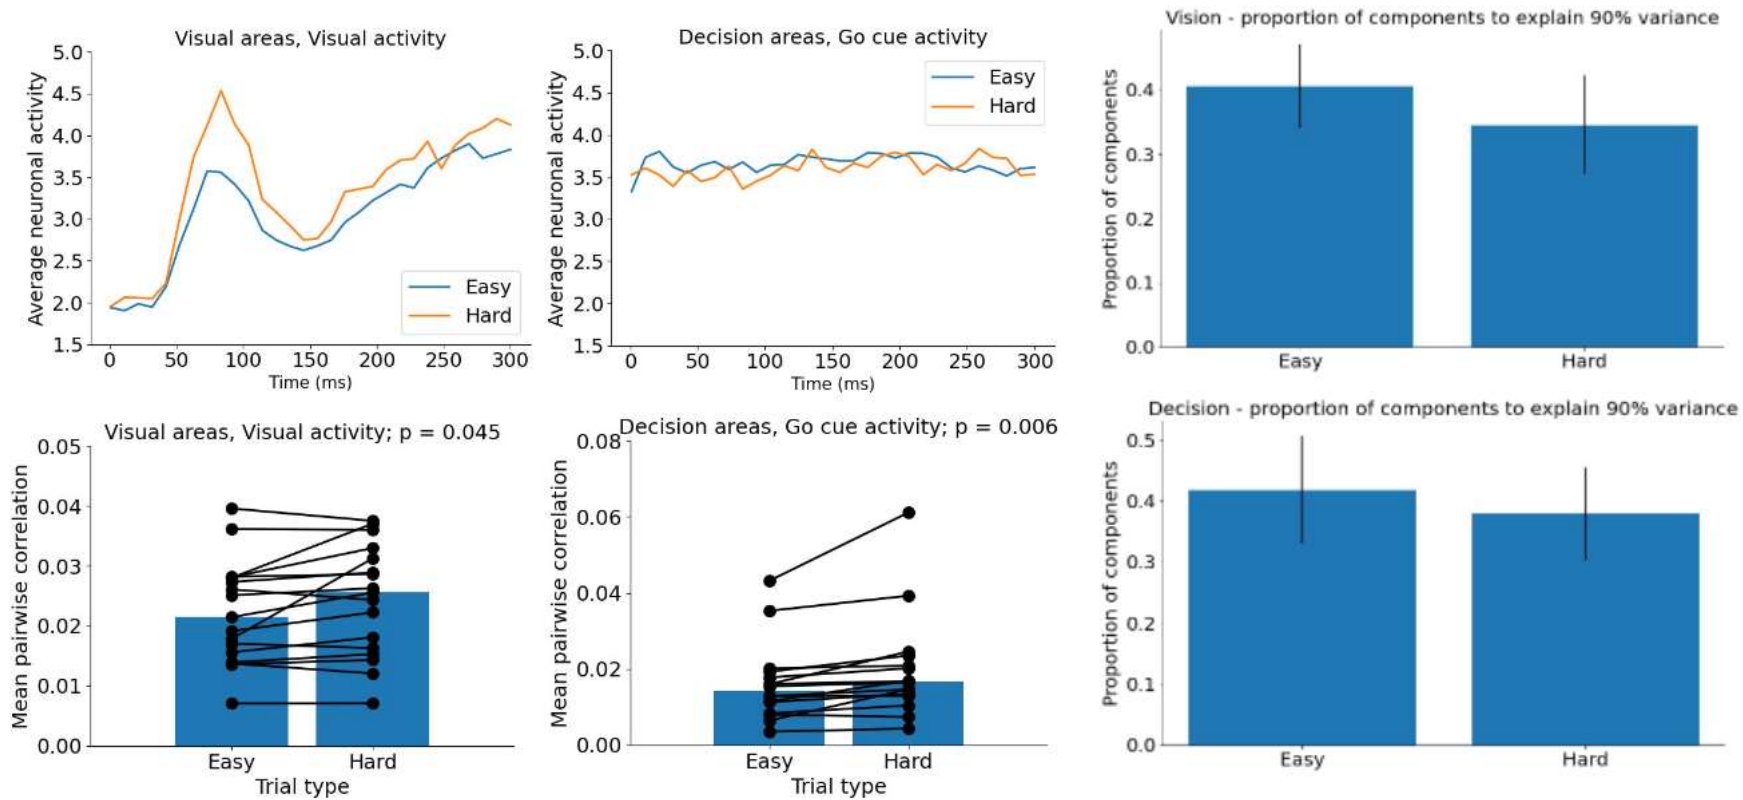 Visual areas, Visual activity
5.0
4.5
4.0
3.5
3.0
2.5
2.0
1.5
Average neuronal activity
0 50 100 150 200 250 300
Time (ms)
Easy
Hard
Decision areas, Go cue activity
5.0
4.5
4.0
3.5
3.0
2.5
2.0
1.5
Average neuronal activity
0 50 100 150 200 250 300
Time (ms)
Easy
Hard
Vision - proportion of components to explain 90% variance
0.4
0.3
0.2
0.1
0.0
Proportion of components
Easy Hard
Visual areas, Visual activity; p = 0.045
0.05
0.04
0.03
0.02
0.01
0.00
Mean pairwise correlation
Easy Hard
Trial type
Decision areas, Go cue activity; p = 0.006
0.08
0.06
0.04
0.02
0.00
Mean pairwise correlation
Easy Hard
Trial type
Decision - proportion of components to explain 90% variance
0.5
0.4
0.3
0.2
0.1
0.0
Proportion of components
Easy Hard